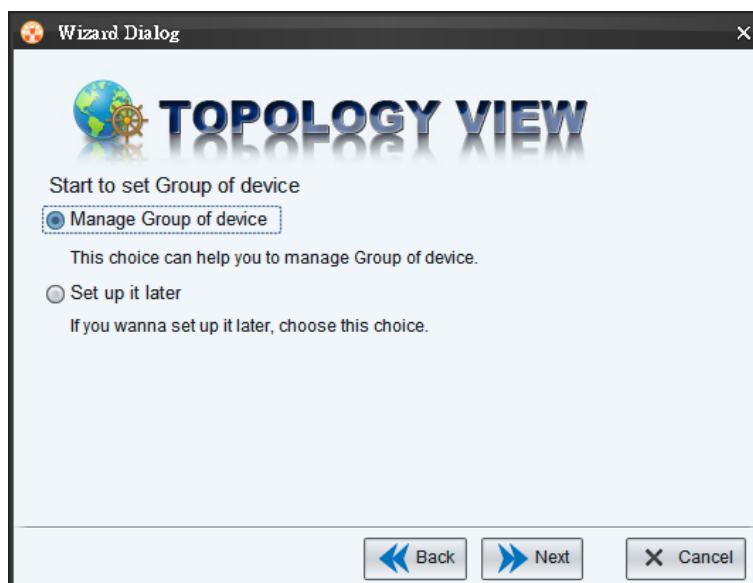 Wizard Dialog
TOPOLOGY VIEW
Start to set Group of device
Manage Group of device
This choice can help you to manage Group of device.
Set up it later
If you wanna set up it later, choose this choice.
Back Next Cancel